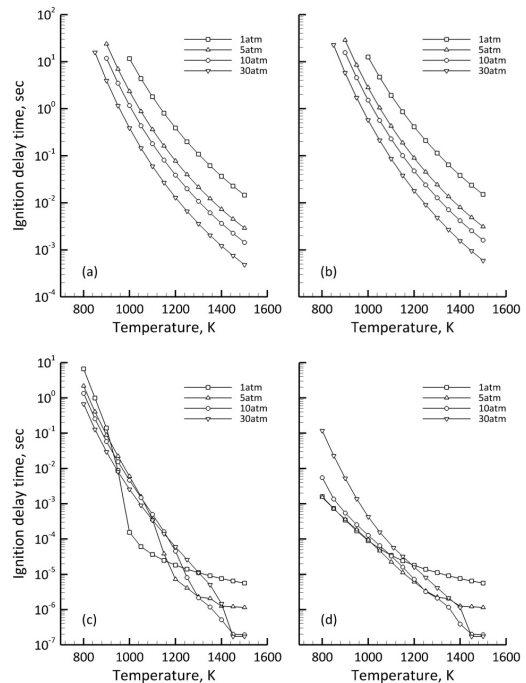 10^2
10^1
10^0
10^-1
10^-2
10^-3
10^-4
Ignition delay time, sec
1atm
5atm
10atm
30atm
(a)
800 1000 1200 1400 1600
Temperature, K
1atm
5atm
10atm
30atm
(b)
800 1000 1200 1400 1600
Temperature, K
10^1
10^0
10^-1
10^-2
10^-3
10^-4
10^-5
10^-6
10^-7
Ignition delay time, sec
1atm
5atm
10atm
30atm
(c)
800 1000 1200 1400 1600
Temperature, K
1atm
5atm
10atm
30atm
(d)
800 1000 1200 1400 1600
Temperature, K